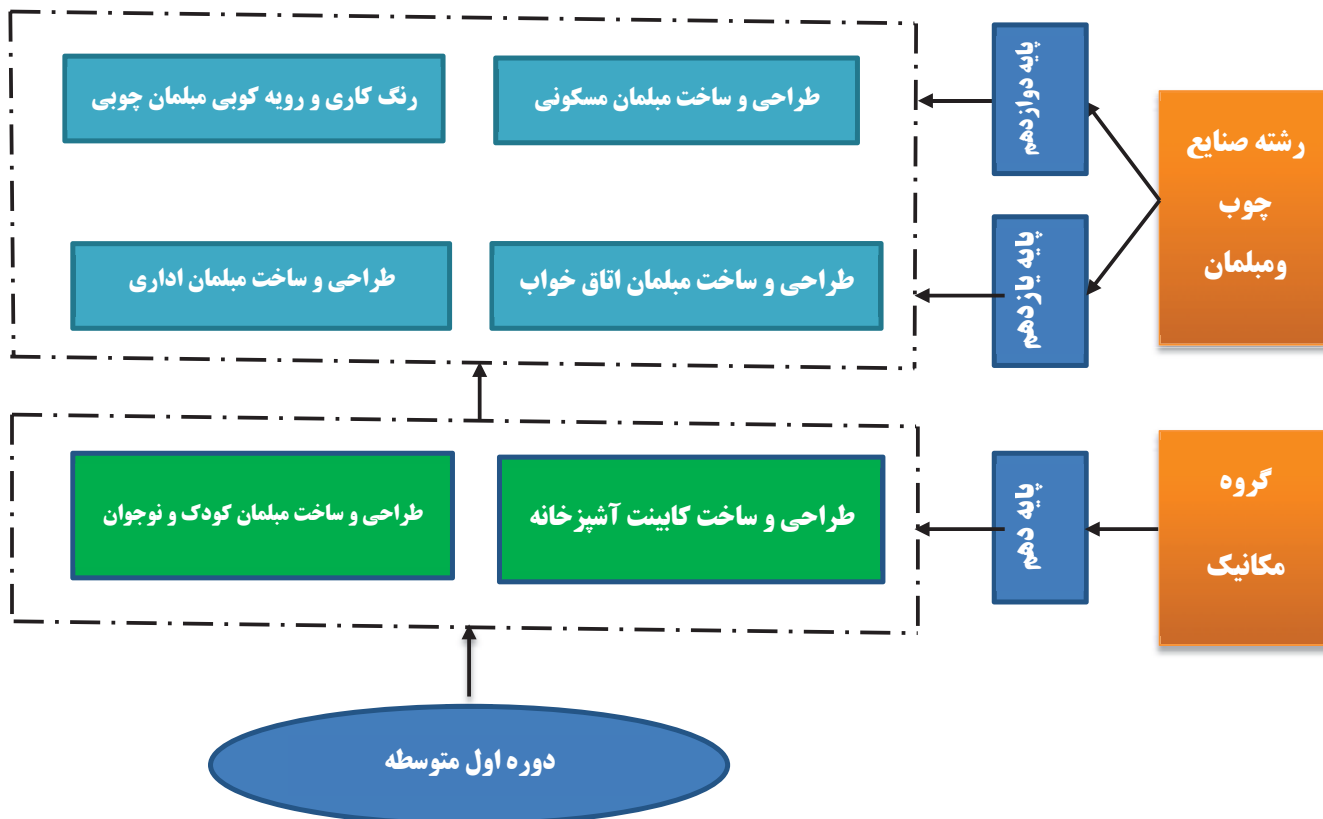 رشته صنایع
چوب
ومبلمان
پایه دوازدهم
طراحی و ساخت مبلمان مسکونی
رنگ کاری و رویه کوبی مبلمان چوبی
پایه یازدهم
طراحی و ساخت مبلمان اتاق خواب
طراحی و ساخت مبلمان اداری
گروه
مکانیک
پایه دهم
طراحی و ساخت کابینت آشپزخانه
طراحی و ساخت مبلمان کودک و نوجوان
دوره اول متوسطه